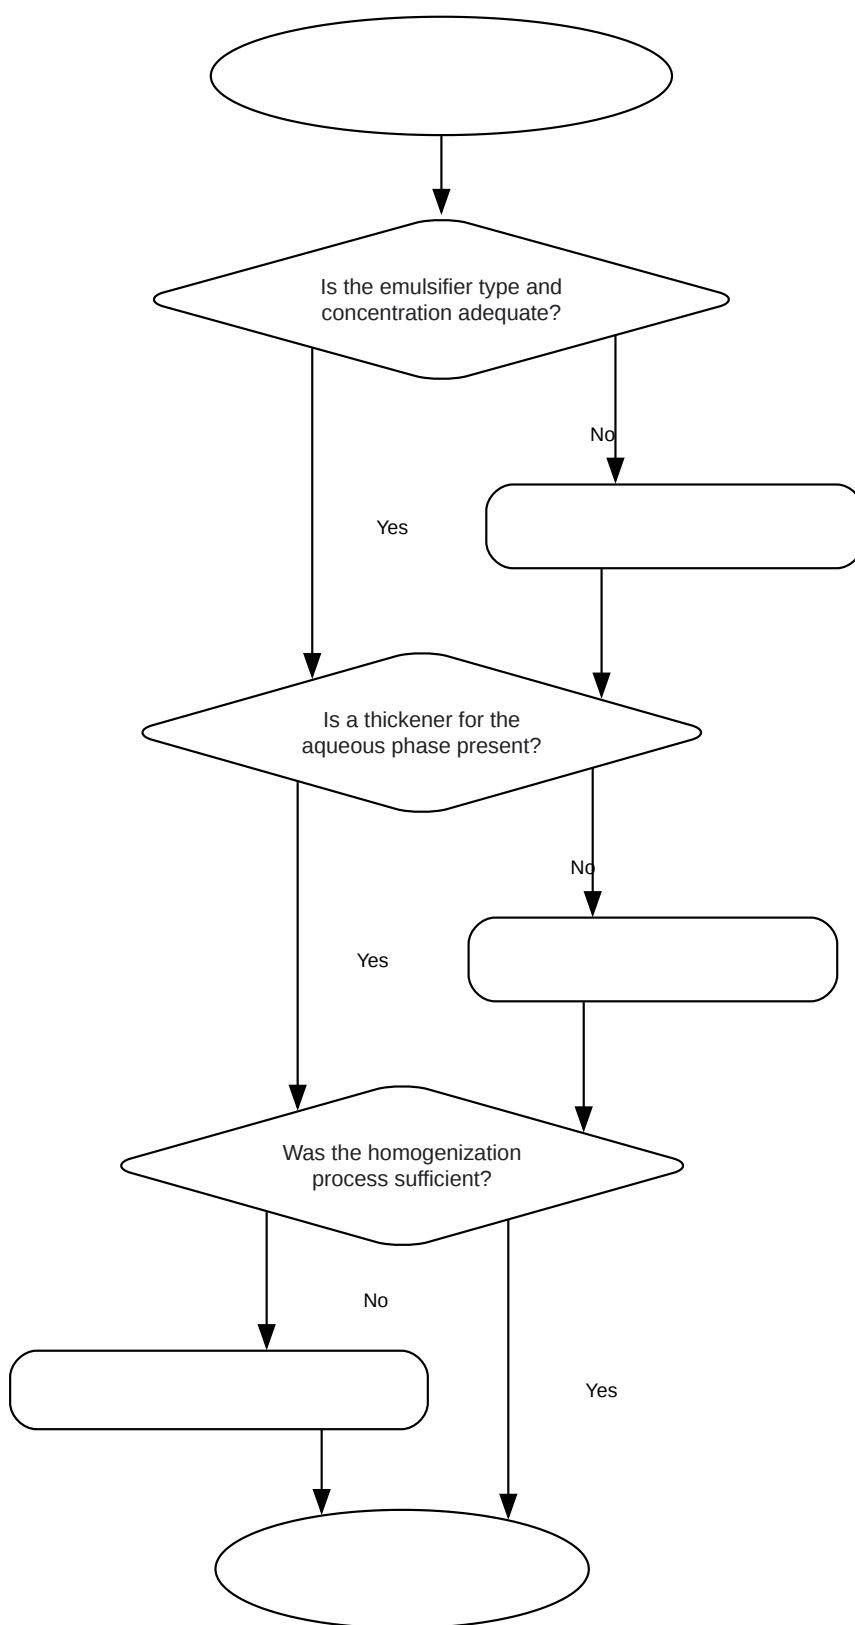 Is the emulsifier type and
concentration adequate?
No
Yes
Is a thickener for the
aqueous phase present?
No
Yes
Was the homogenization
process sufficient?
No
Yes